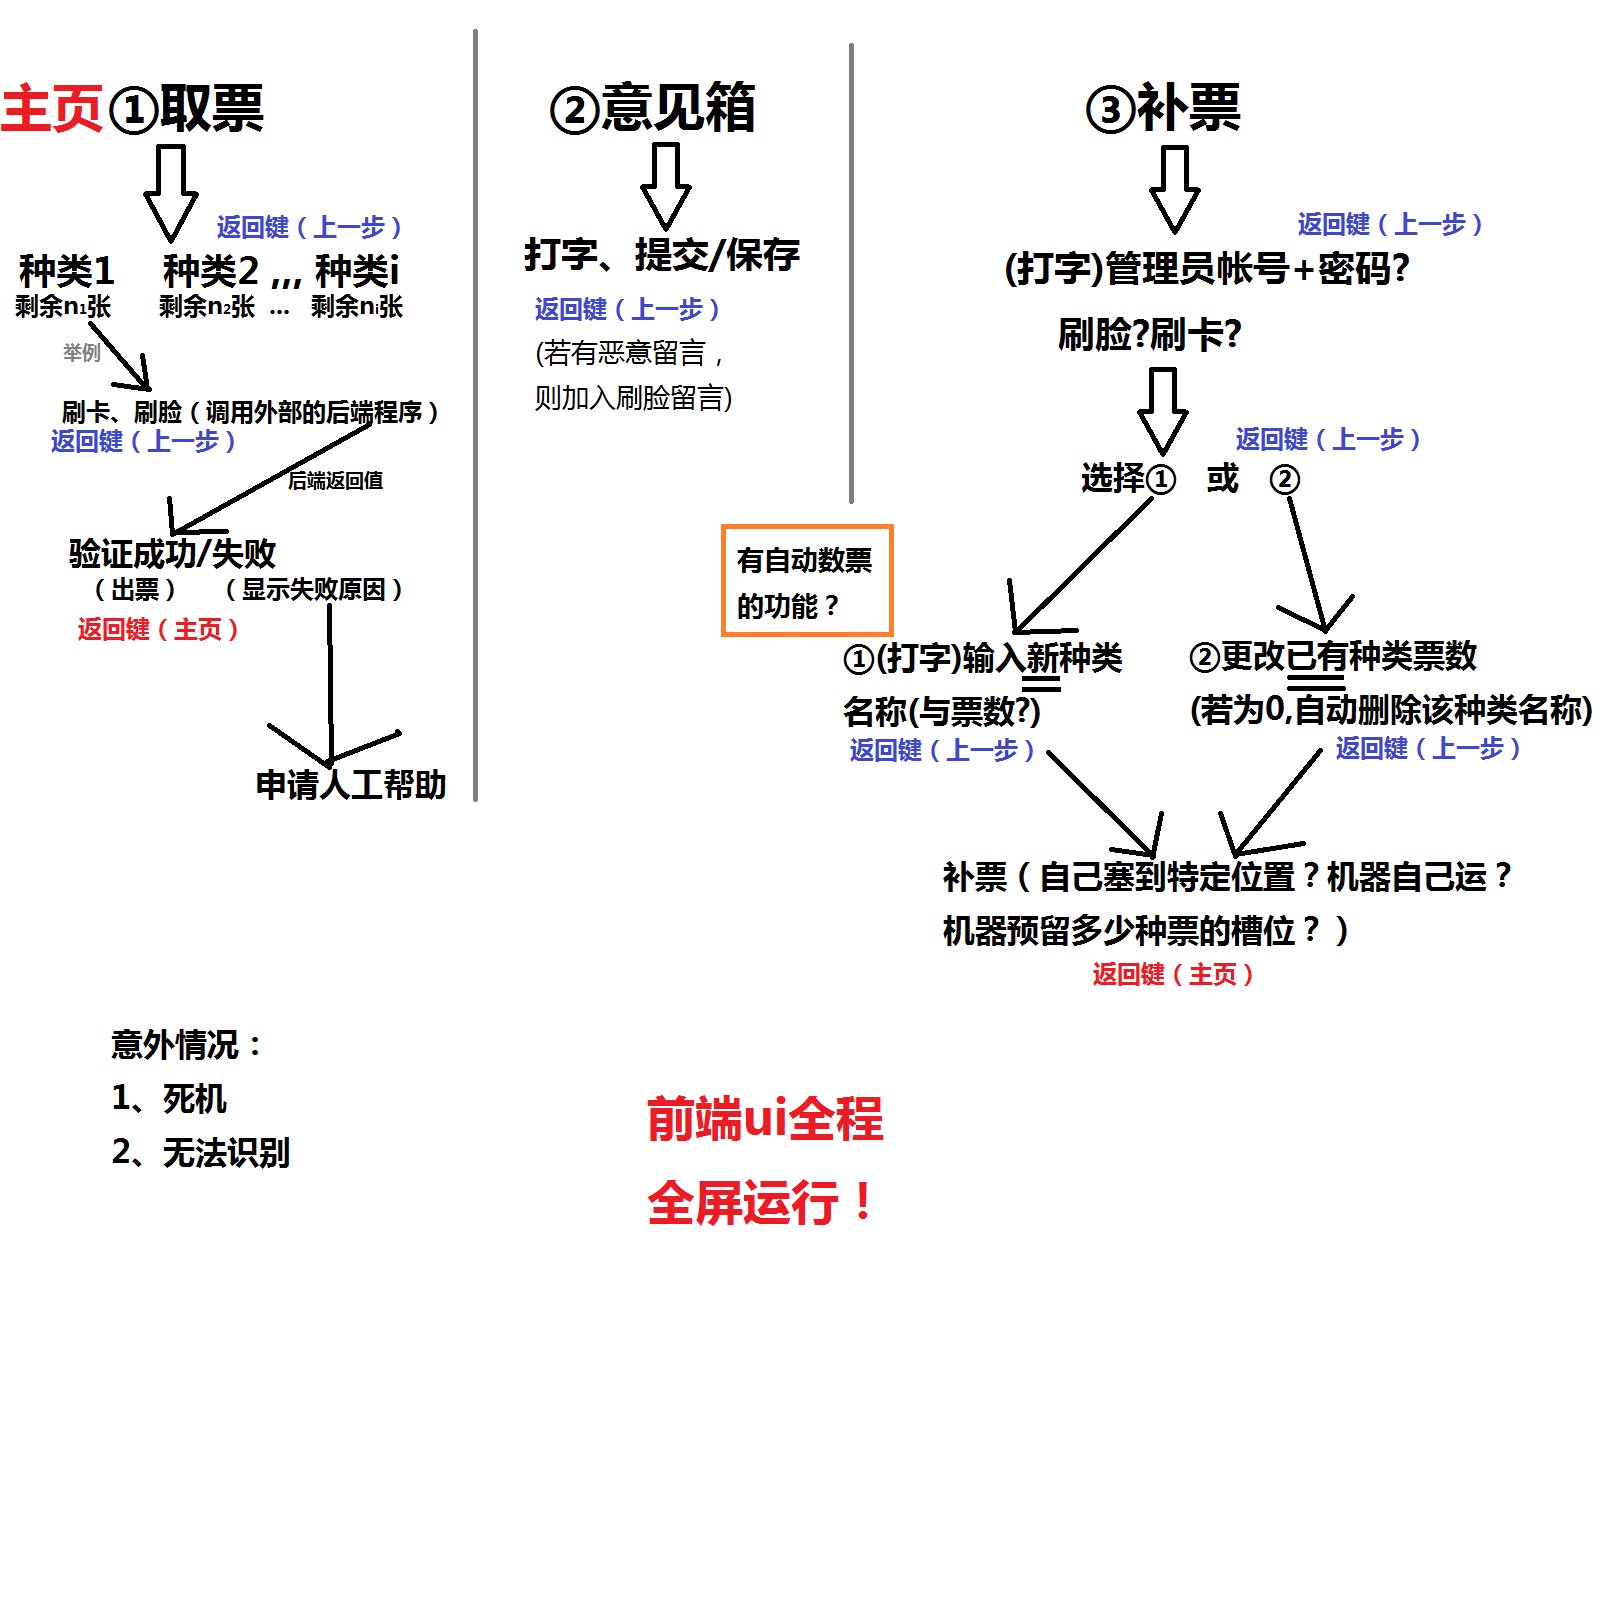 主页①取票
返回键（上一步）
种类1 种类2 ,,, 种类i
剩余n₁张 剩余n₂张 ... 剩余nᵢ张
举例
刷卡、刷脸（调用外部的后端程序）
返回键（上一步）
后端返回值
验证成功/失败
（出票） （显示失败原因）
返回键（主页）
申请人工帮助
②意见箱
打字、提交/保存
返回键（上一步）
(若有恶意留言，
则加入刷脸留言)
③补票
返回键（上一步）
(打字)管理员帐号+密码?
刷脸?刷卡?
返回键（上一步）
选择① 或 ②
有自动数票
的功能？
①(打字)输入新种类
名称(与票数?)
返回键（上一步）
②更改已有种类票数
(若为0,自动删除该种类名称)
返回键（上一步）
补票（自己塞到特定位置？机器自己运？
机器预留多少种票的槽位？）
返回键（主页）
意外情况：
1、死机
2、无法识别
前端ui全程
全屏运行！